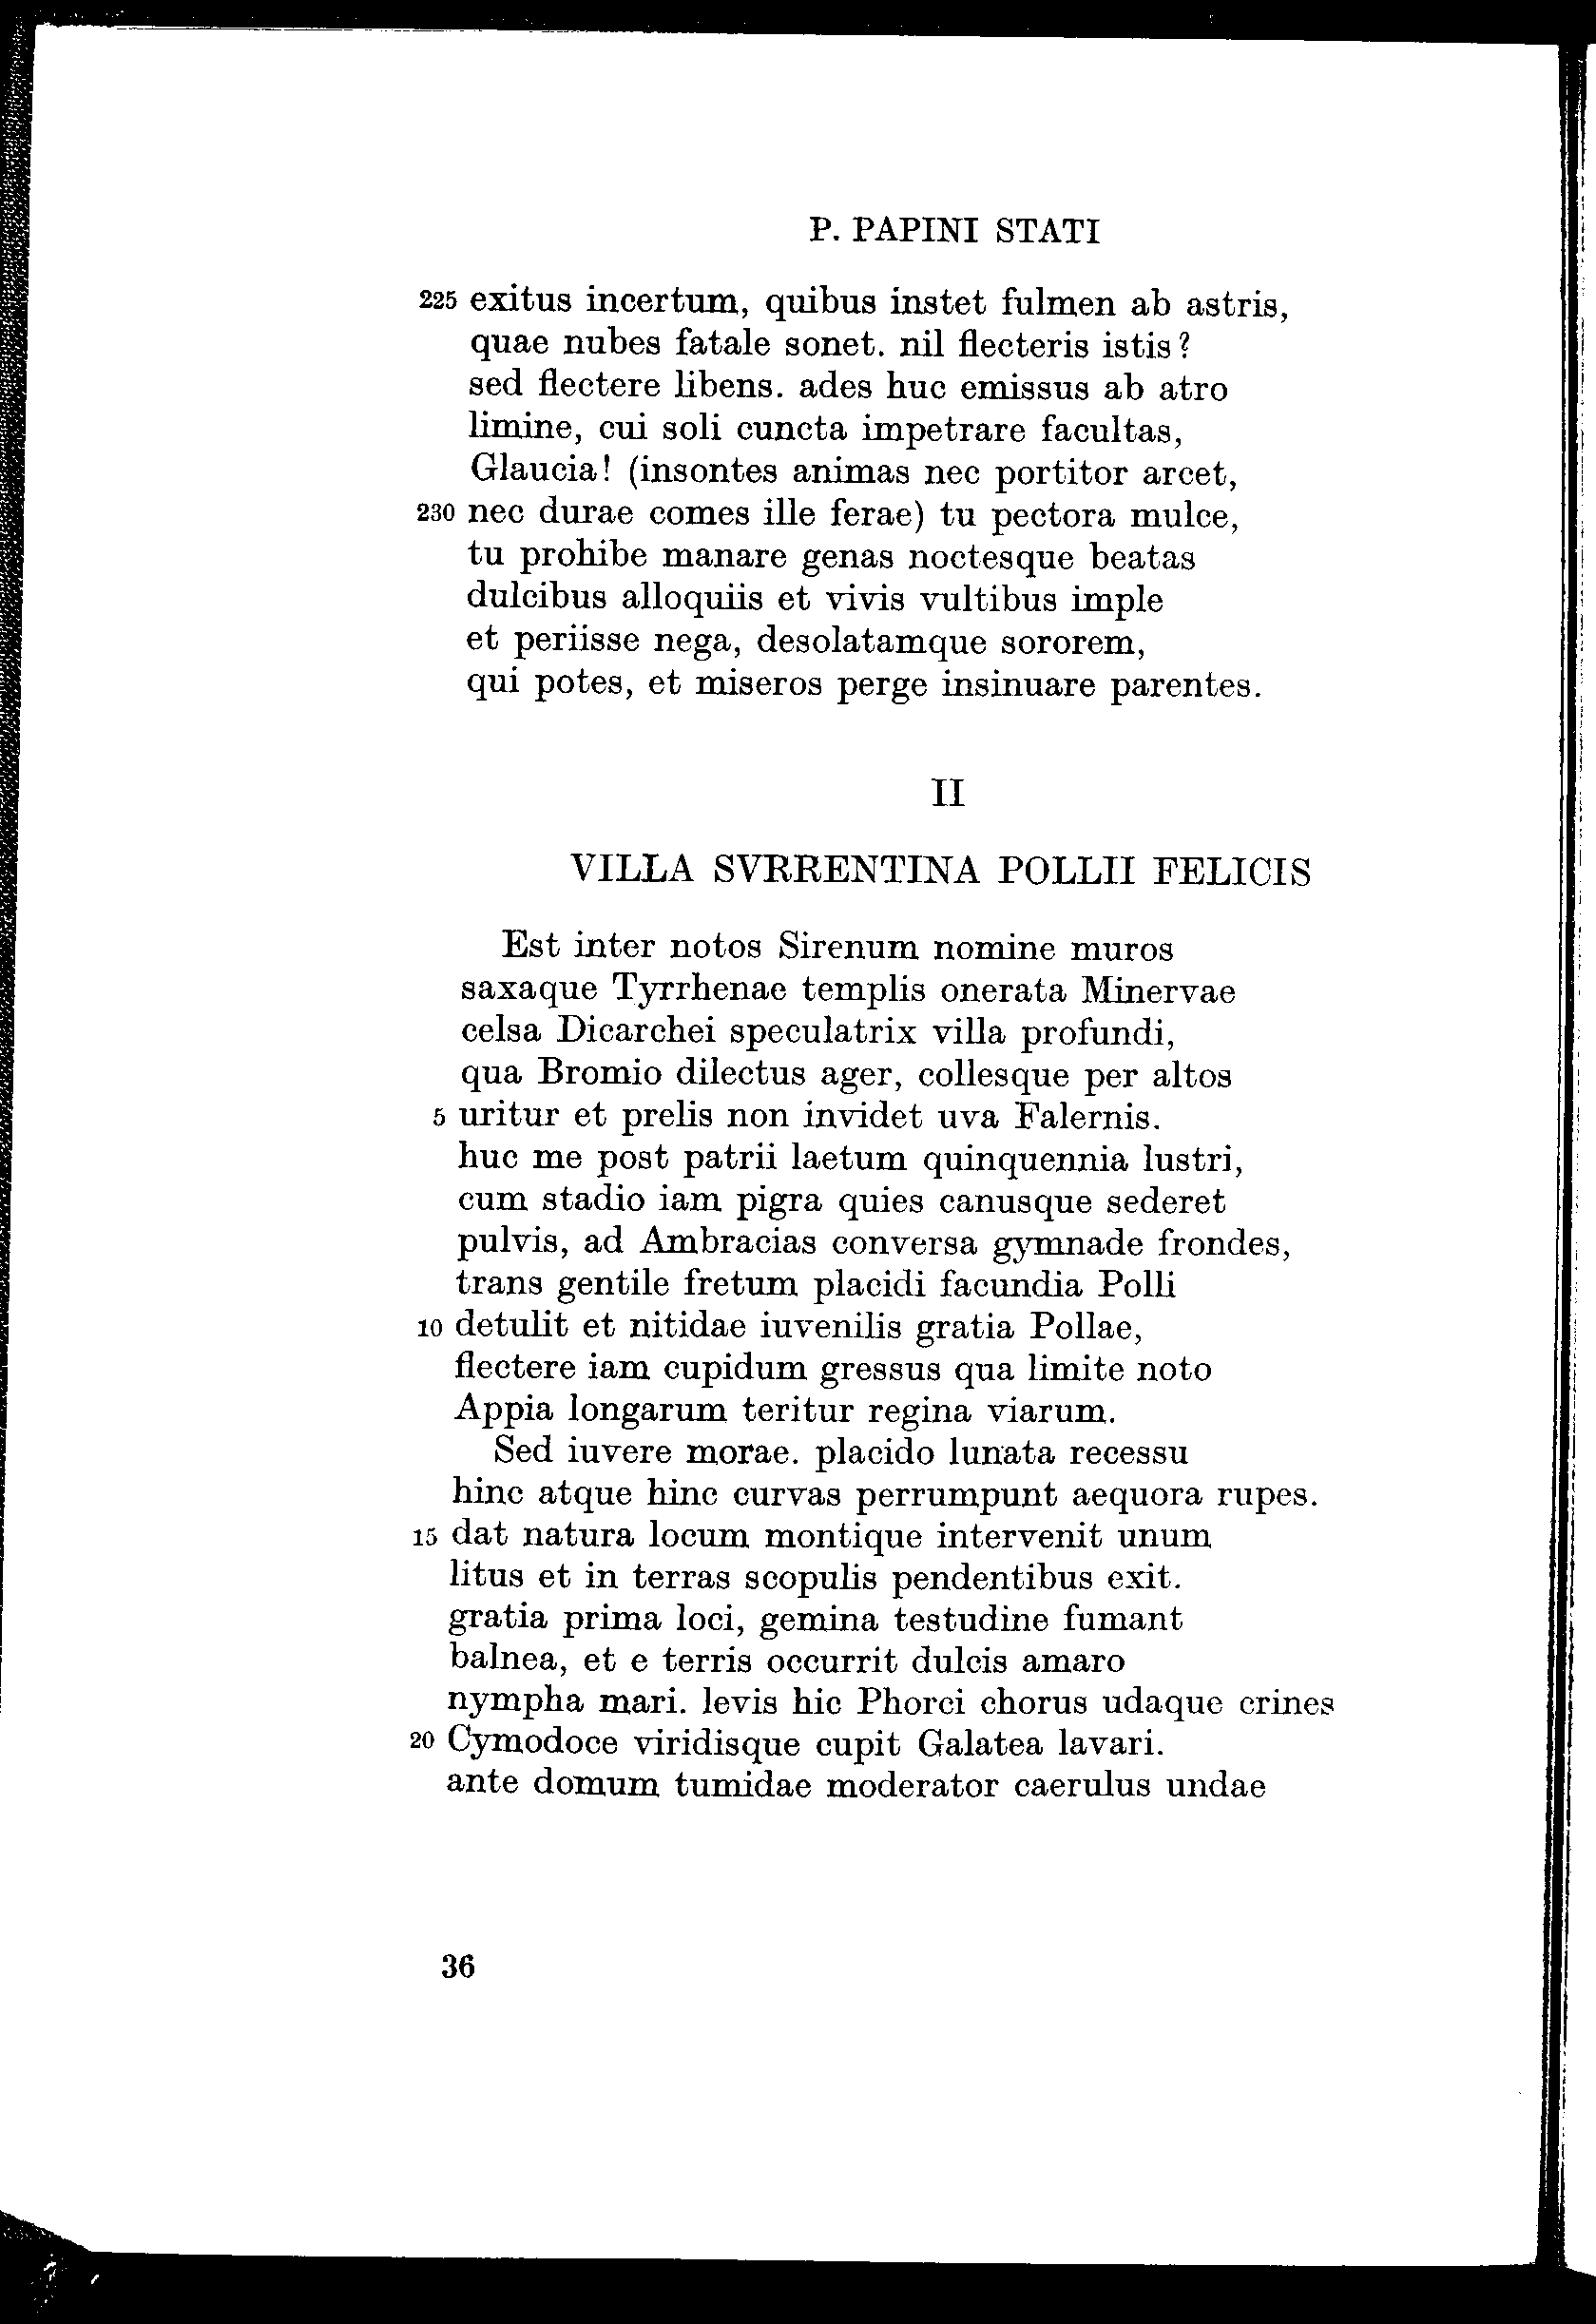 P. PAPINI STATI
225 exitus incertum, quibus instet fulmen ab astris,
quae nubes fatale sonet. nil flecteris istis?
sed flectere libens. ades huc emissus ab atro
limine, cui soli cuncta impetrare facultas,
Glaucia! (insontes animas nec portitor arcet,
230 nec durae comes ille ferae) tu pectora mulce,
tu prohibe manare genas noctesque beatas
dulcibus alloquiis et vivis vultibus imple
et periisse nega, desolatamque sororem,
qui potes, et miseros perge insinuare parentes.
II
VILLA SVRRENTINA POLLII FELICIS
Est inter notos Sirenum nomine muros
saxaque Tyrrhenae templis onerata Minervae
celsa Dicarchei speculatrix villa profundi,
qua Bromio dilectus ager, collesque per altos
5 uritur et prelis non invidet uva Falernis.
huc me post patrii laetum quinquennia lustri,
cum stadio iam pigra quies canusque sederet
pulvis, ad Ambracias conversa gymnade frondes,
trans gentile fretum placidi facundia Polli
10 detulit et nitidae iuvenilis gratia Pollae,
flectere iam cupidum gressus qua limite noto
Appia longarum teritur regina viarum.
Sed iuvere morae. placido lunata recessu
hinc atque hinc curvas perrumpunt aequora rupes.
15 dat natura locum montique intervenit unum
litus et in terras scopulis pendentibus exit.
gratia prima loci, gemina testudine fumant
balnea, et e terris occurrit dulcis amaro
nympha mari. levis hic Phorci chorus udaque crines
20 Cymodoce viridisque cupit Galatea lavari.
ante domum tumidae moderator caerulus undae
36